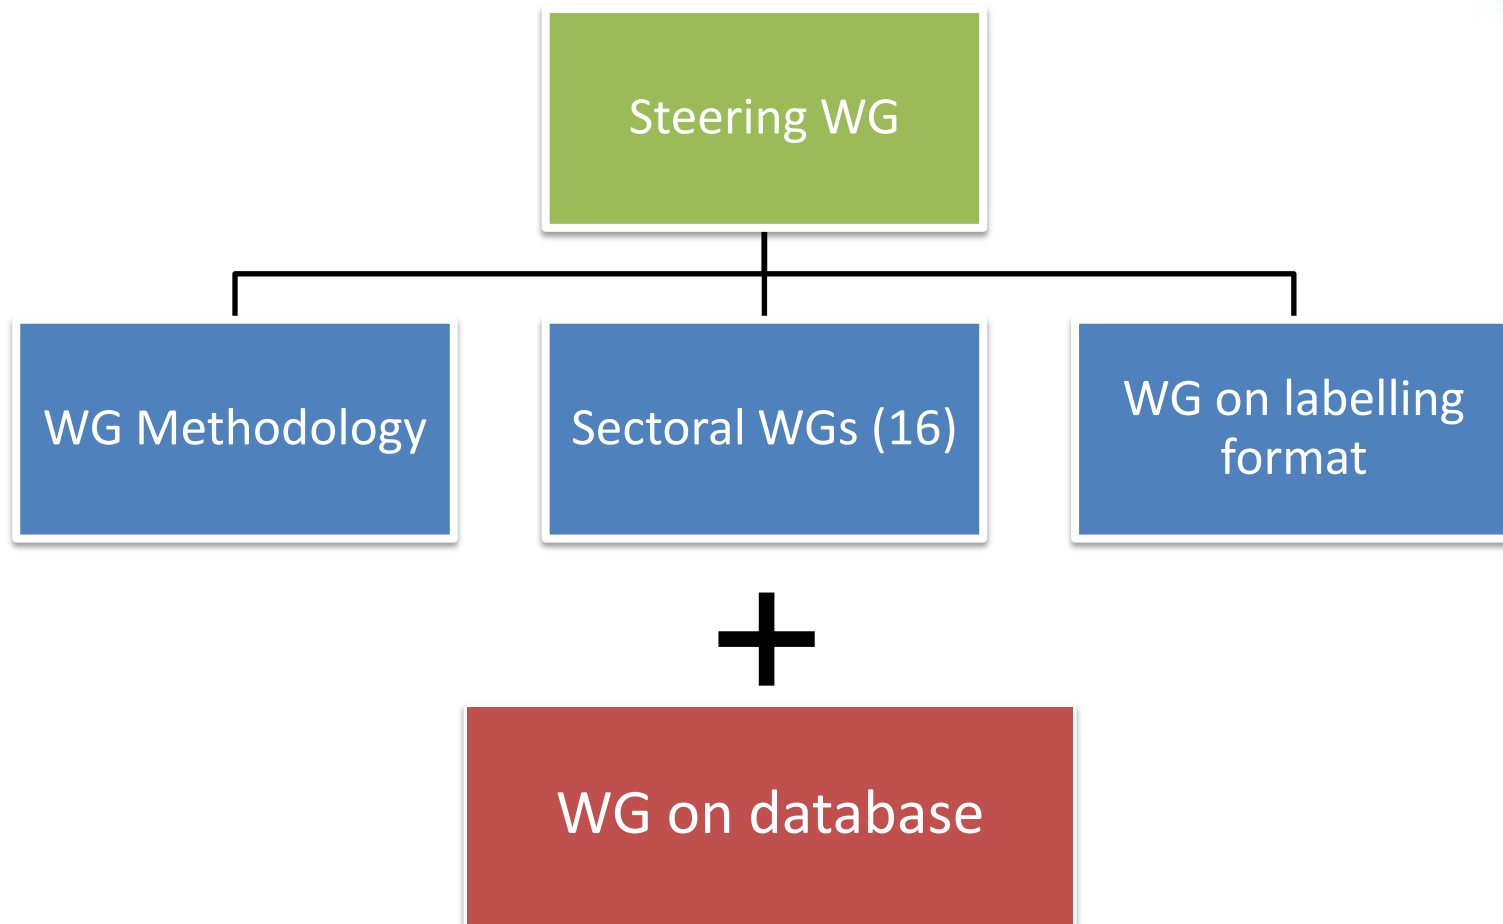 Steering WG
WG Methodology
Sectoral WGs (16)
WG on labelling
format
WG on database